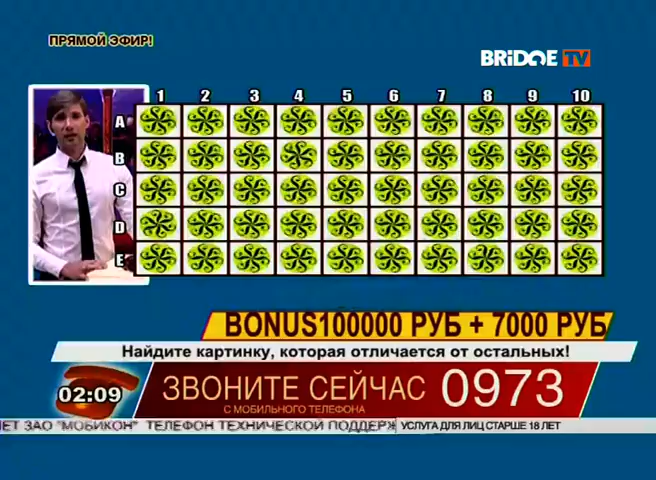 ПРЯМОЙ ЭФИР!
BRiDGE TV
1 2 3 4 5 6 7 8 9 10
A
B
C
D
E
BONUS100000 РУБ + 7000 РУБ
Найдите картинку, которая отличается от остальных!
02:09
ЗВОНИТЕ СЕЙЧАС 0973
С МОБИЛЬНОГО ТЕЛЕФОНА
ЗАО "МОБИКОН" ТЕЛЕФОН ТЕХНИЧЕСКОЙ УСЛУГА ДЛЯ ЛИЦ СТАРШЕ 18 ЛЕТ